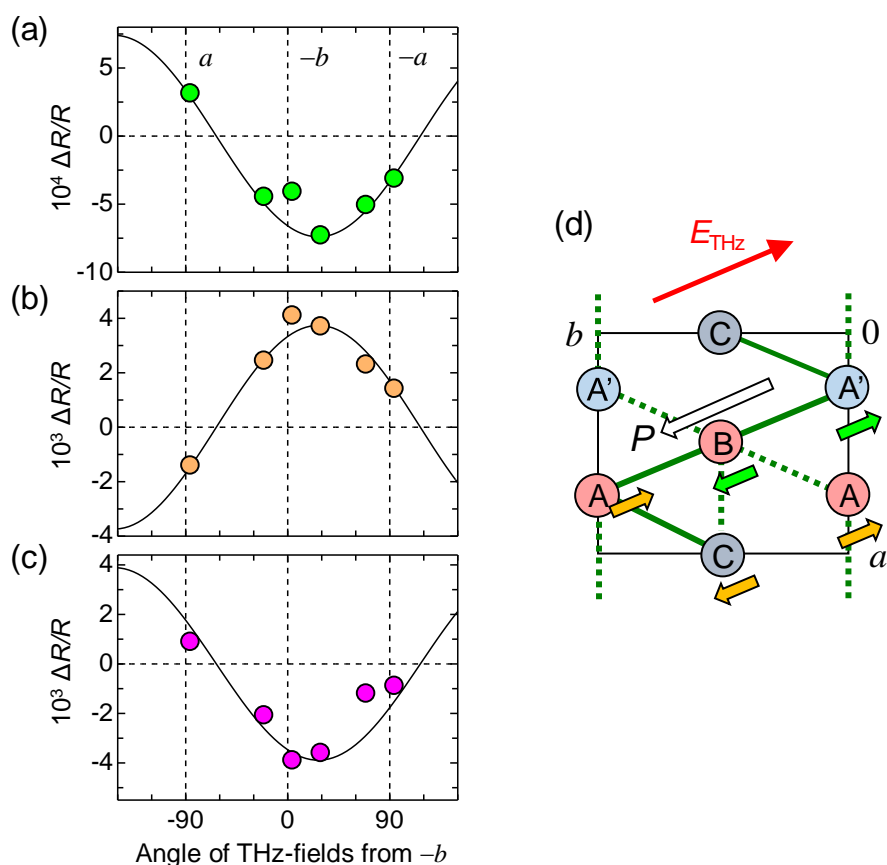 (a)
a
–b
–a
5
0
-5
-10
10⁴ ΔR/R
(b)
4
2
0
-2
-4
10³ ΔR/R
(c)
4
2
0
-2
-4
10³ ΔR/R
-90
0
90
Angle of THz-fields from –b
(d)
E_THz
b
C
0
A'
A'
P
B
A
A
C
a